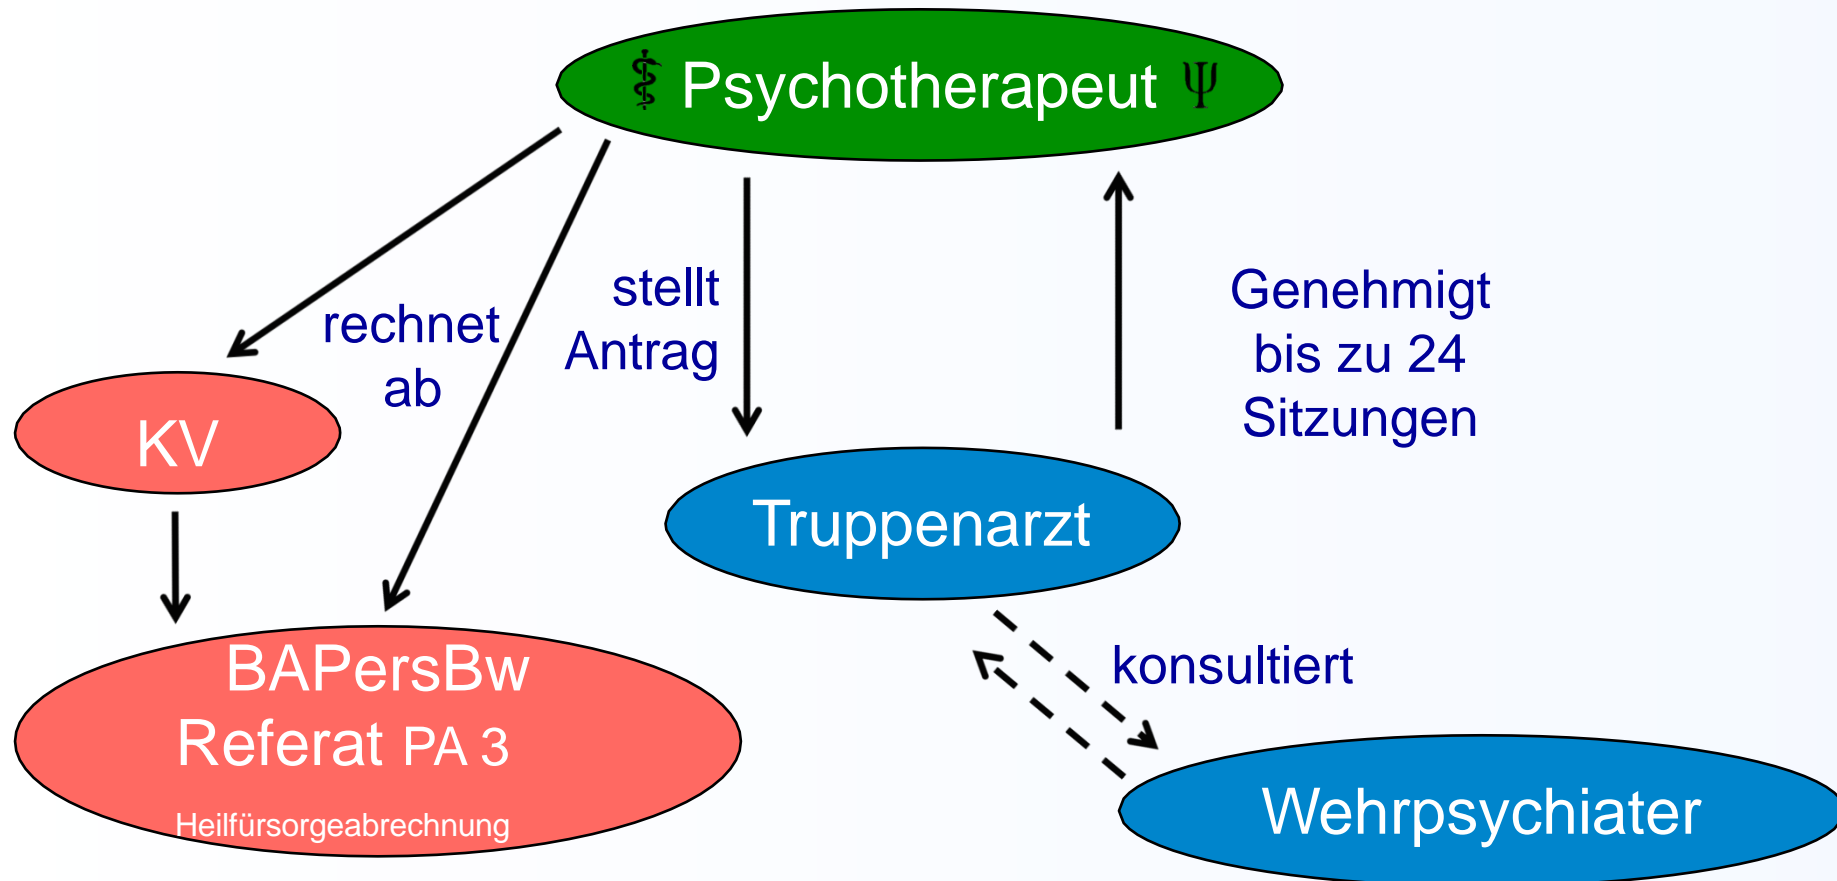 Psychotherapeut Ψ
rechnet
ab
stellt
Antrag
Genehmigt
bis zu 24
Sitzungen
KV
Truppenarzt
BAPersBw
Referat PA 3
Heilfürsorgeabrechnung
konsultiert
Wehrpsychiater